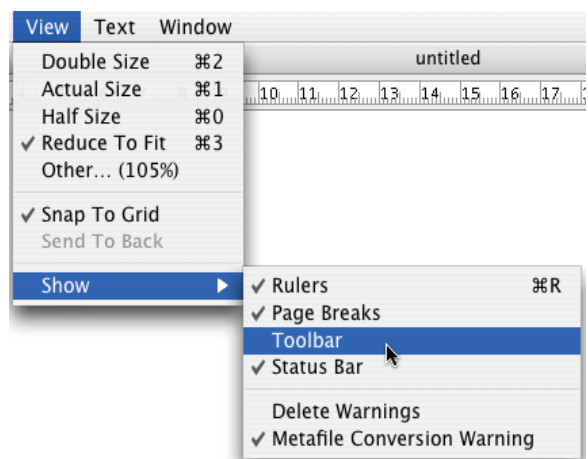 View Text Window
untitled
Double Size ⌘2
Actual Size ⌘1
Half Size ⌘0
✓ Reduce To Fit ⌘3
Other... (105%)
✓ Snap To Grid
Send To Back
Show
10 11 12 13 14 15 16 17
✓ Rulers ⌘R
✓ Page Breaks
Toolbar
✓ Status Bar
Delete Warnings
✓ Metafile Conversion Warning